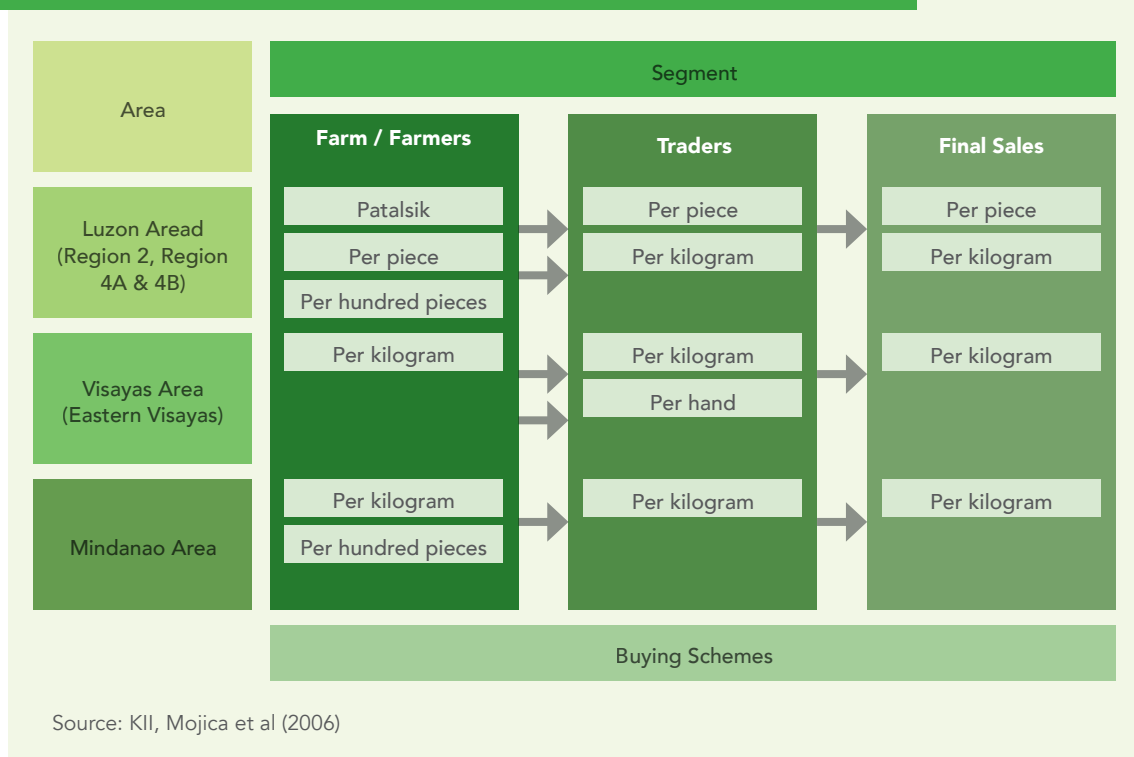 Area
Segment
Farm / Farmers
Traders
Final Sales
Luzon Aread
(Region 2, Region
4A & 4B)
Patalsik
Per piece
Per hundred pieces
Per piece
Per kilogram
Per piece
Per kilogram
Visayas Area
(Eastern Visayas)
Per kilogram
Per kilogram
Per hand
Per kilogram
Mindanao Area
Per kilogram
Per hundred pieces
Per kilogram
Per kilogram
Buying Schemes
Source: KII, Mojica et al (2006)